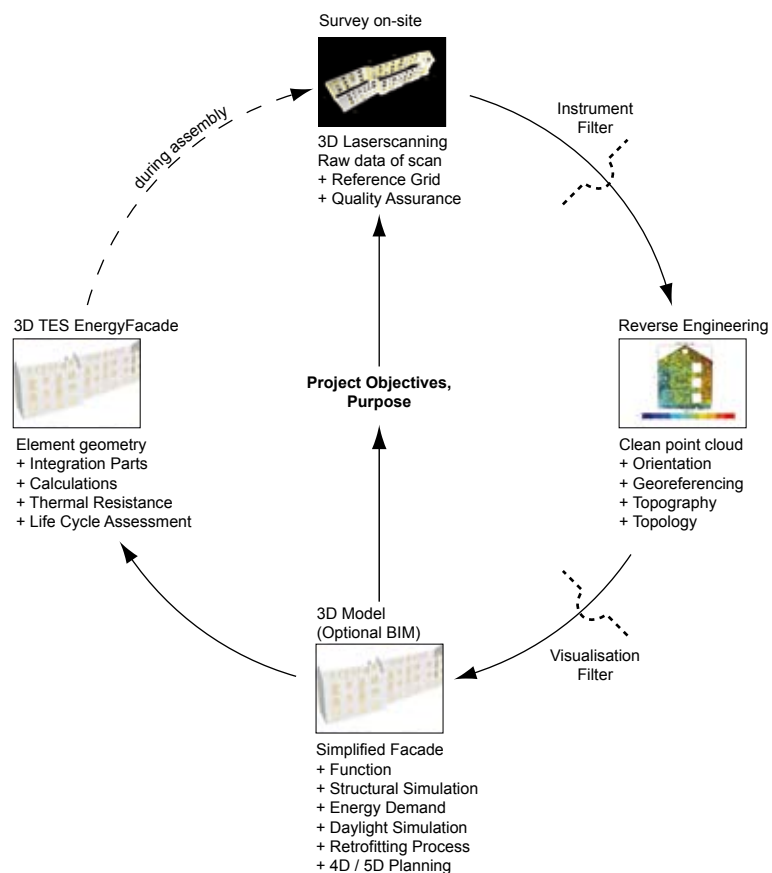 Survey on-site
3D Laserscanning
Raw data of scan
+ Reference Grid
+ Quality Assurance
Instrument
Filter
during assembly
3D TES EnergyFacade
Element geometry
+ Integration Parts
+ Calculations
+ Thermal Resistance
+ Life Cycle Assessment
Project Objectives,
Purpose
Reverse Engineering
Clean point cloud
+ Orientation
+ Georeferencing
+ Topography
+ Topology
Visualisation
Filter
3D Model
(Optional BIM)
Simplified Facade
+ Function
+ Structural Simulation
+ Energy Demand
+ Daylight Simulation
+ Retrofitting Process
+ 4D / 5D Planning